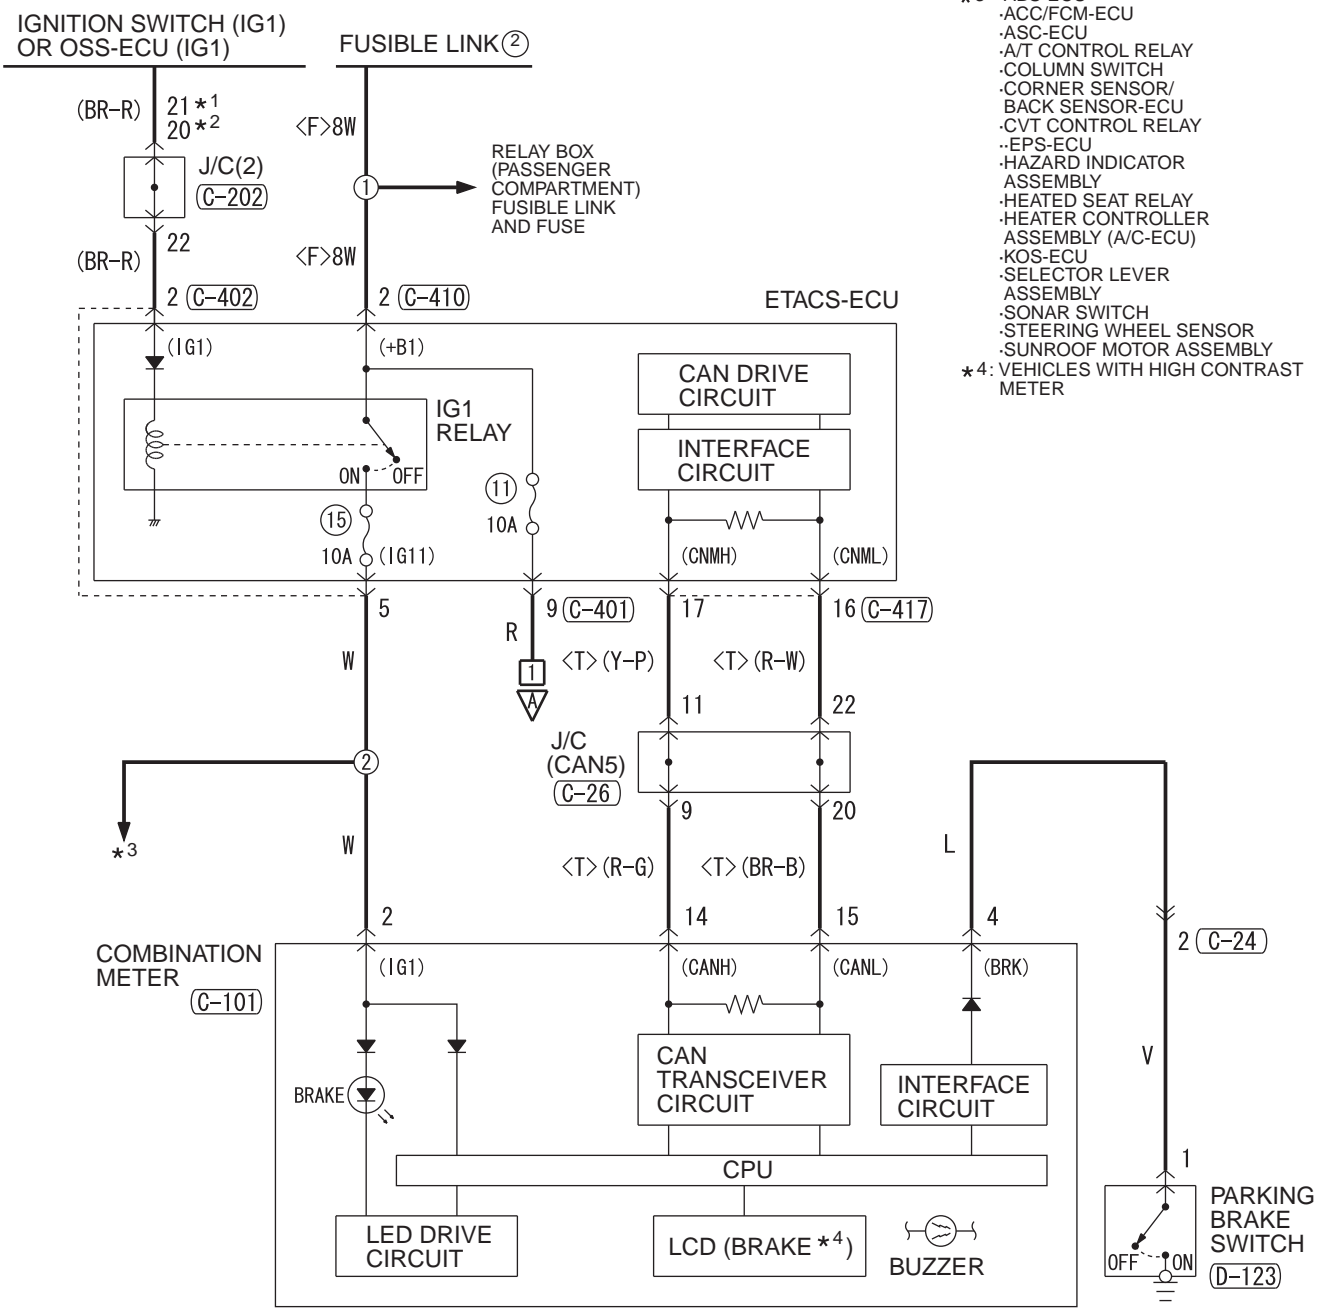 IGNITION SWITCH (IG1)
OR OSS-ECU (IG1)
FUSIBLE LINK ②
(BR-R)
21 *1
20 *2
J/C(2)
(C-202)
22
(BR-R)
2 (C-402)
<F>8W
1
RELAY BOX
(PASSENGER
COMPARTMENT)
FUSIBLE LINK
AND FUSE
<F>8W
2 (C-410)
·ACC/FCM-ECU
·ASC-ECU
·A/T CONTROL RELAY
·COLUMN SWITCH
·CORNER SENSOR/
BACK SENSOR-ECU
·CVT CONTROL RELAY
··EPS-ECU
·HAZARD INDICATOR
ASSEMBLY
·HEATED SEAT RELAY
·HEATER CONTROLLER
ASSEMBLY (A/C-ECU)
·KOS-ECU
·SELECTOR LEVER
ASSEMBLY
·SONAR SWITCH
·STEERING WHEEL SENSOR
·SUNROOF MOTOR ASSEMBLY
*4: VEHICLES WITH HIGH CONTRAST
METER
ETACS-ECU
(IG1)
(+B1)
IG1
RELAY
ON
OFF
15
10A
(IG11)
11
10A
CAN DRIVE
CIRCUIT
INTERFACE
CIRCUIT
(CNMH)
(CNML)
5
9 (C-401)
17
16 (C-417)
W
R
1
A
<T>(Y-P)
<T>(R-W)
11
22
J/C
(CAN5)
(C-26)
9
20
2
*3
W
<T>(R-G)
<T>(BR-B)
L
2
14
15
4
2 (C-24)
COMBINATION
METER
(C-101)
(IG1)
(CANH)
(CANL)
(BRK)
BRAKE
CAN
TRANSCEIVER
CIRCUIT
INTERFACE
CIRCUIT
V
CPU
LED DRIVE
CIRCUIT
LCD (BRAKE *4)
BUZZER
1
PARKING
BRAKE
SWITCH
(D-123)
OFF
ON